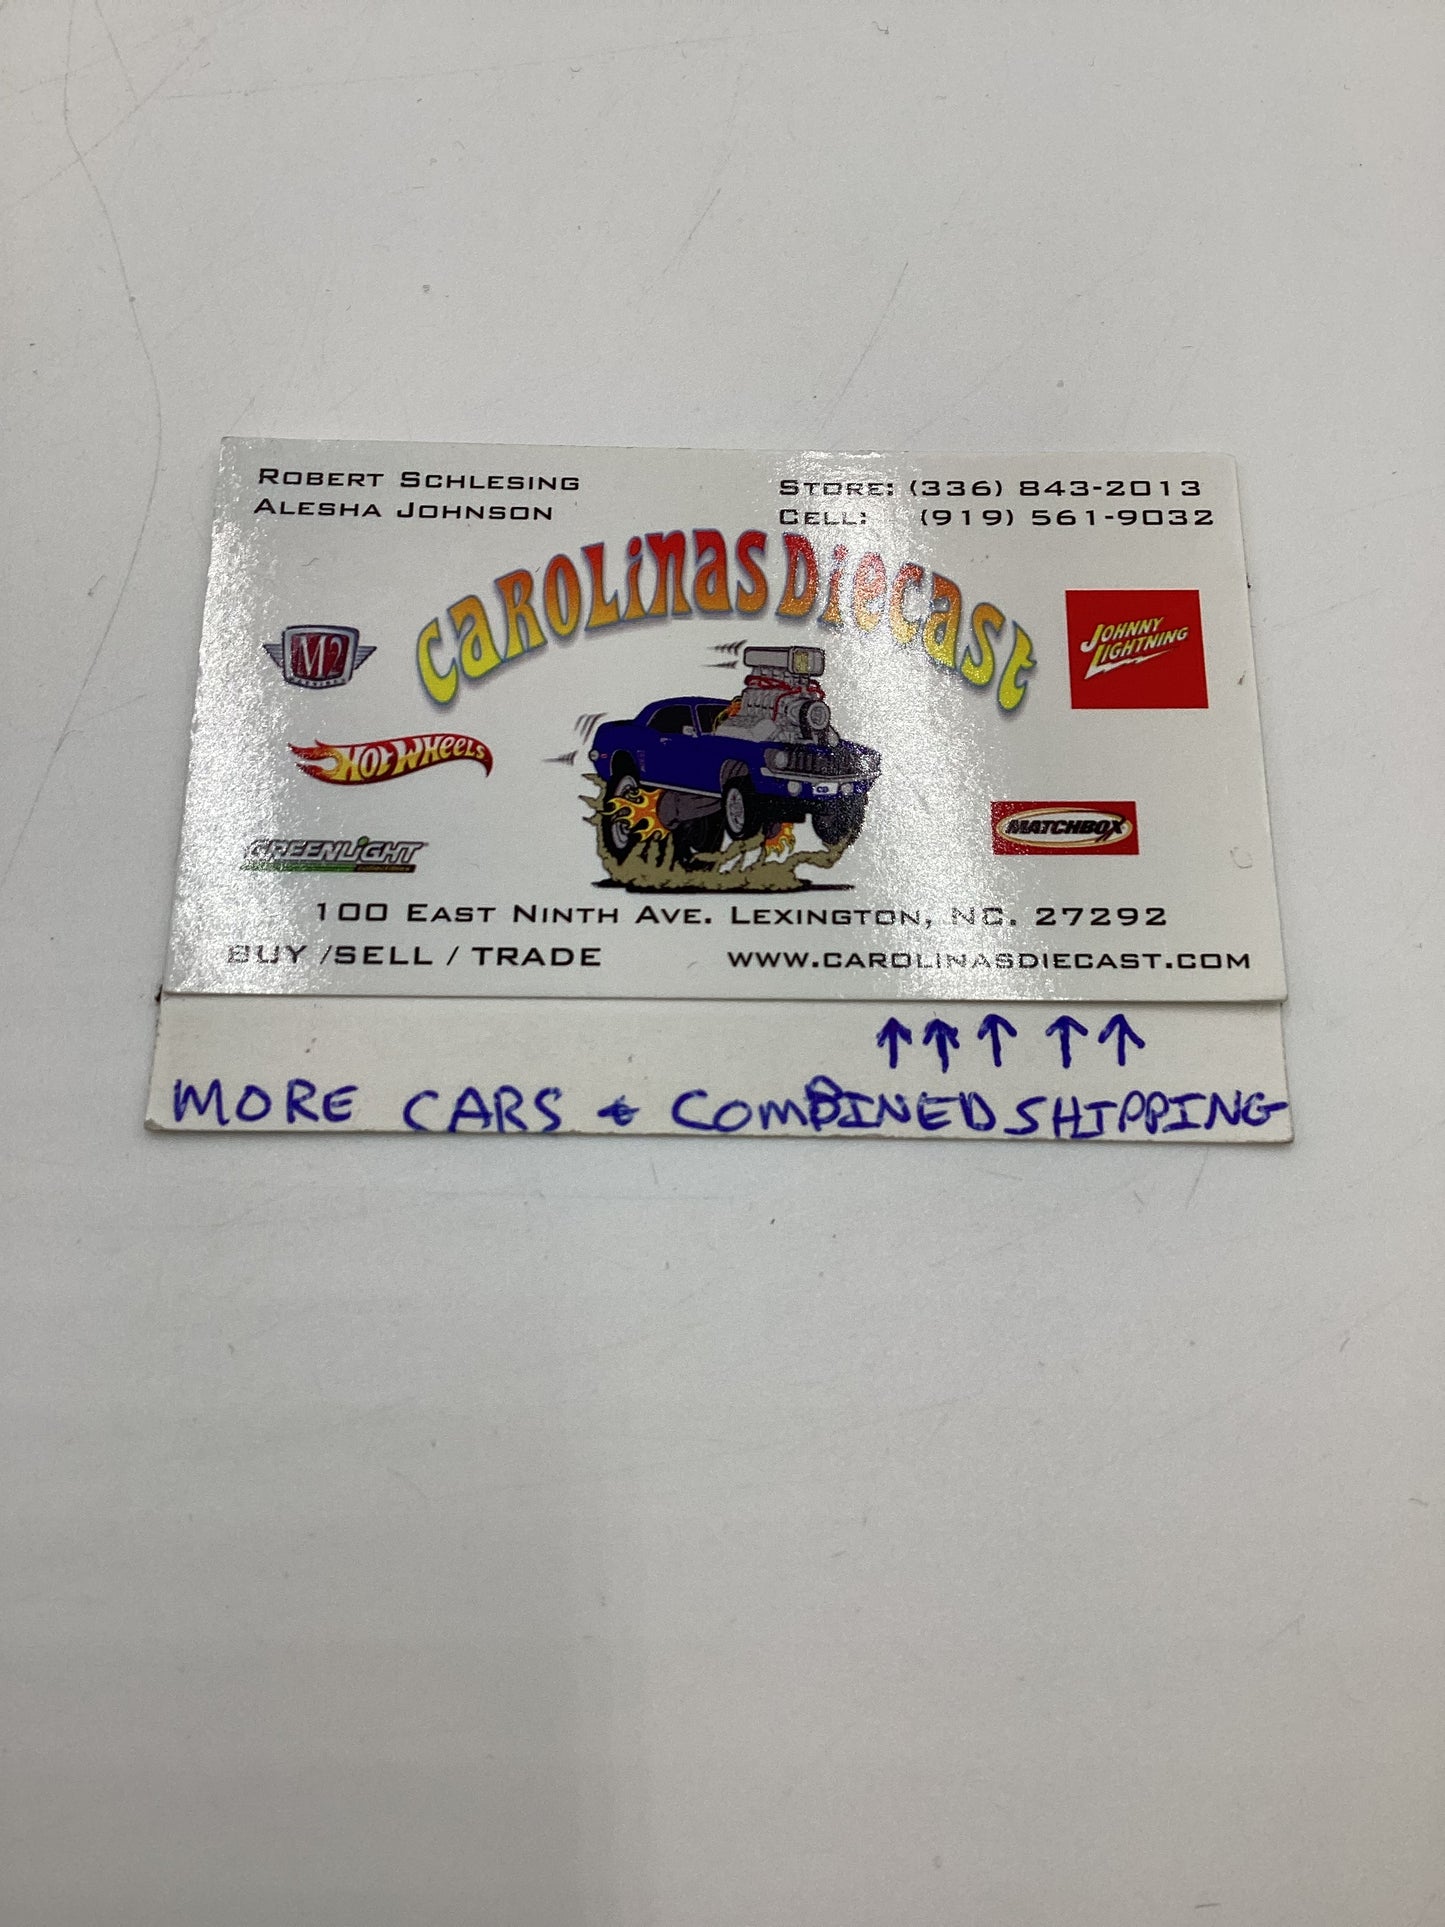 ROBERT SCHLESING
ALESHA JOHNSON
STORE: (336) 843-2013
CELL: (919) 561-9032
CAROLINAS DIECAST
M2
MACHINES
JOHNNY
LIGHTNING
HOT WHEELS
MATCHBOX
GREENLIGHT
CD
100 EAST NINTH AVE. LEXINGTON, NC. 27292
BUY /SELL / TRADE
WWW.CAROLINASDIECAST.COM
↑ ↑ ↑ ↑ ↑
MORE CARS & COMBINED SHIPPING